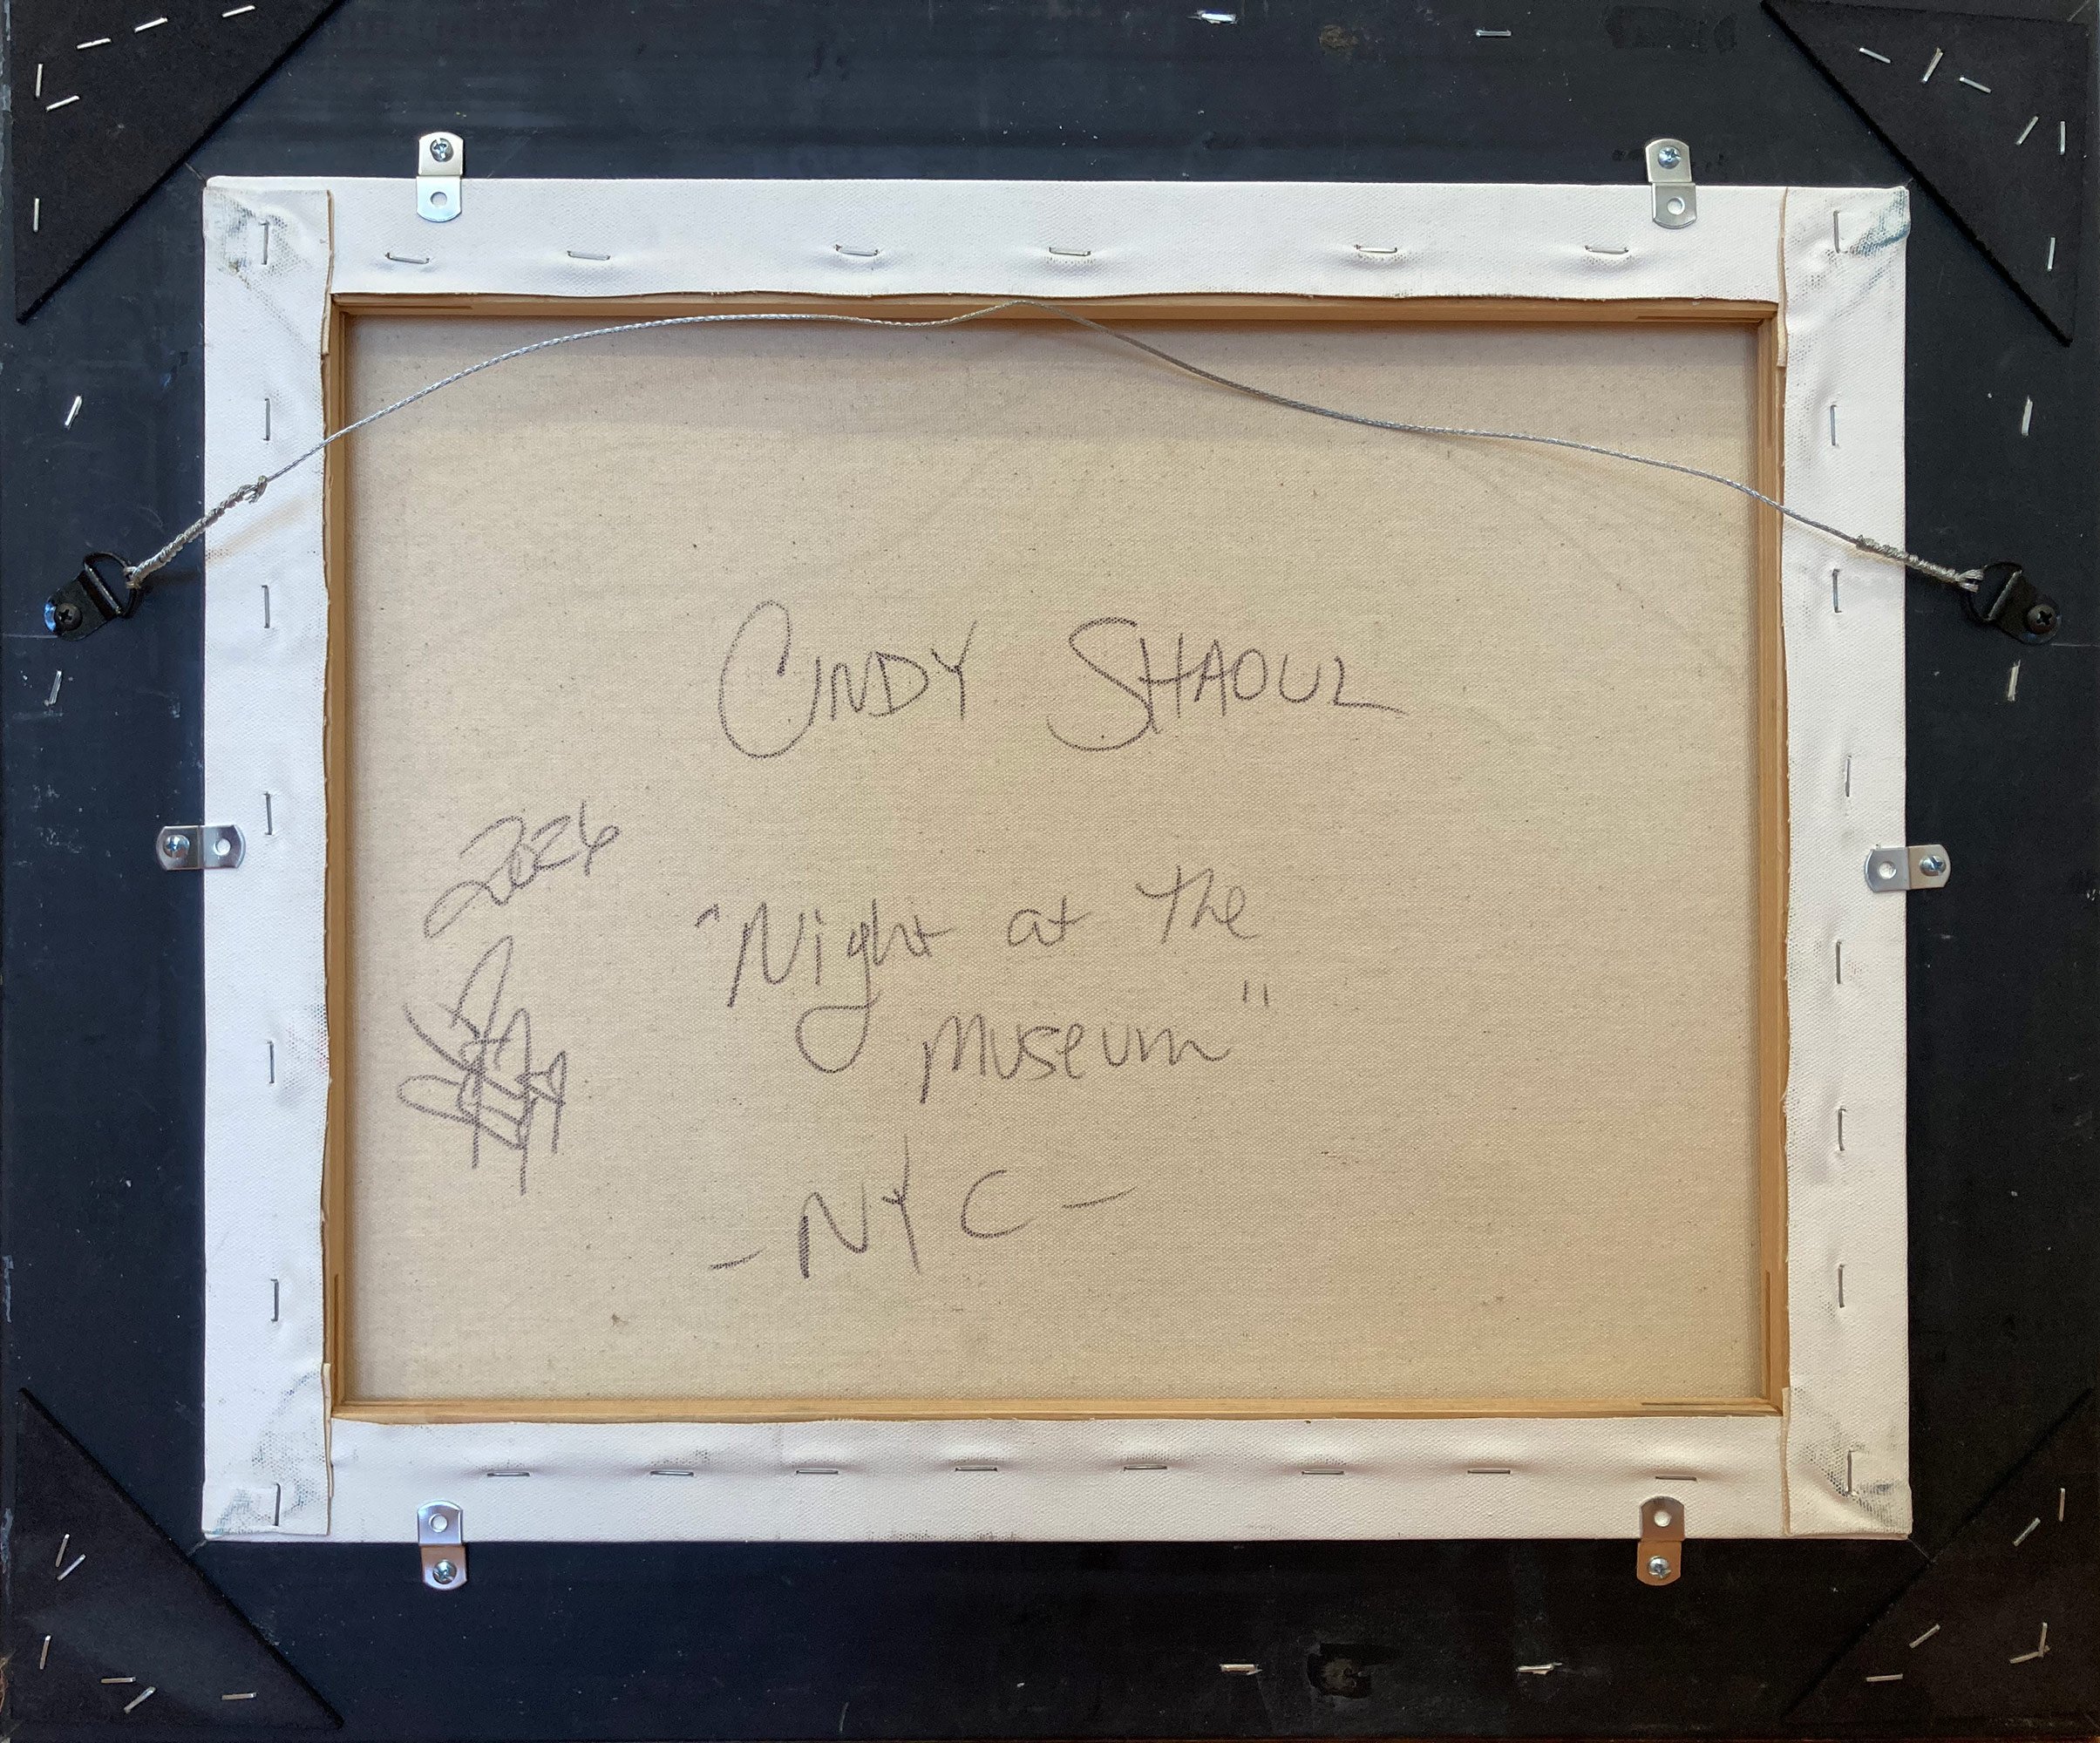 CINDY SHAOUL
2024
"Night at the
Museum"
- NYC -